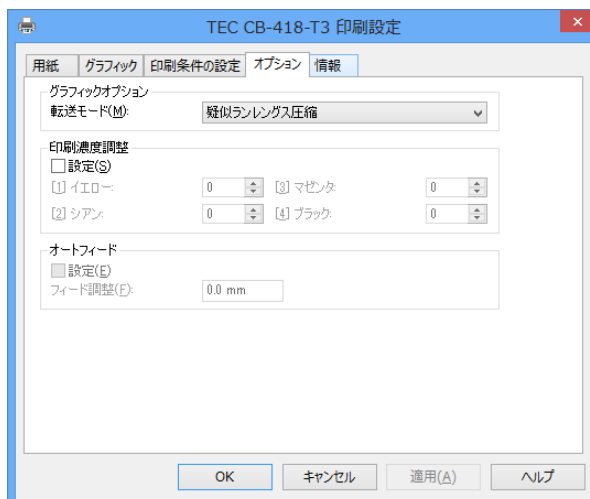 TEC CB-418-T3 印刷設定
用紙 グラフィック 印刷条件の設定 オプション 情報
グラフィックオプション
転送モード(M): 疑似ランレングス圧縮
印刷濃度調整
設定(S)
[1] イエロー: 0 [3] マゼンタ: 0
[2] シアン: 0 [4] ブラック: 0
オートフィード
設定(E)
フィード調整(F): 0.0 mm
OK キャンセル 適用(A) ヘルプ